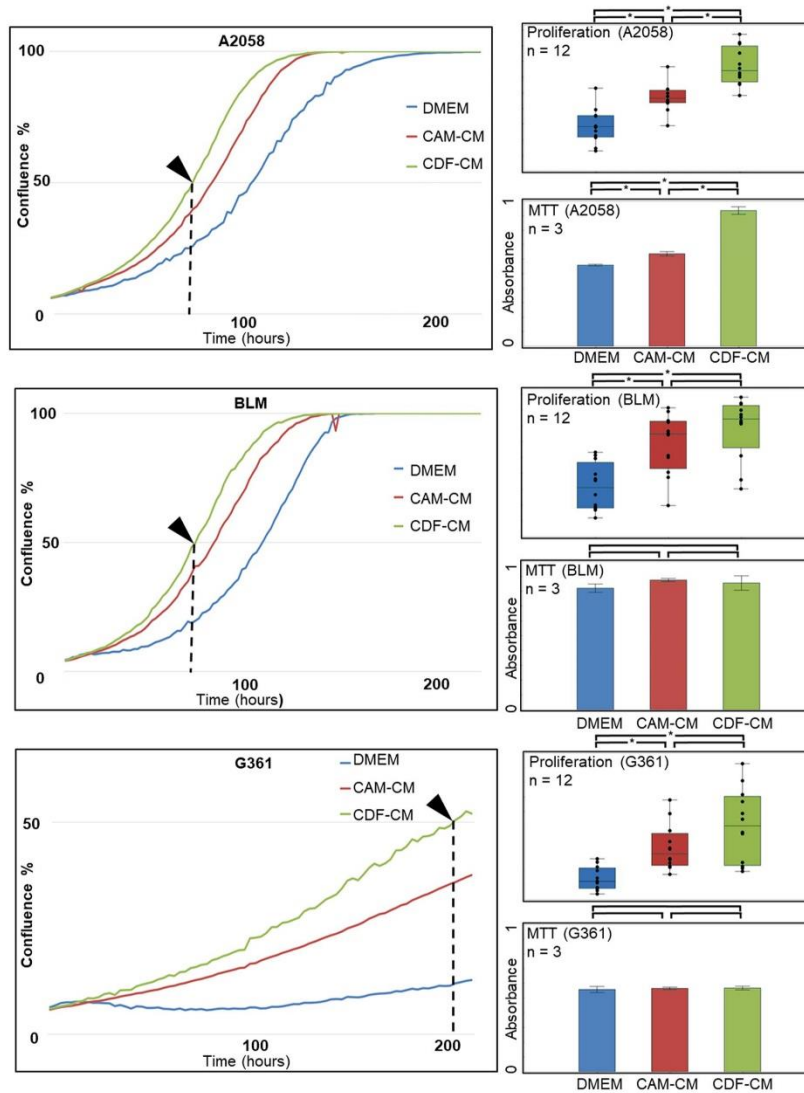 A2058
100
50
0
Confluence %
DMEM
CAM-CM
CDF-CM
100
200
Time (hours)
*
*
*
Proliferation (A2058)
n = 12
*
*
*
MTT (A2058)
n = 3
1
0
Absorbance
DMEM
CAM-CM
CDF-CM
BLM
100
50
0
Confluence %
DMEM
CAM-CM
CDF-CM
100
200
Time (hours)
*
*
Proliferation (BLM)
n = 12
MTT (BLM)
n = 3
1
0
Absorbance
DMEM
CAM-CM
CDF-CM
G361
50
0
Confluence %
DMEM
CAM-CM
CDF-CM
100
200
Time (hours)
*
*
Proliferation (G361)
n = 12
MTT (G361)
n = 3
1
0
Absorbance
DMEM
CAM-CM
CDF-CM